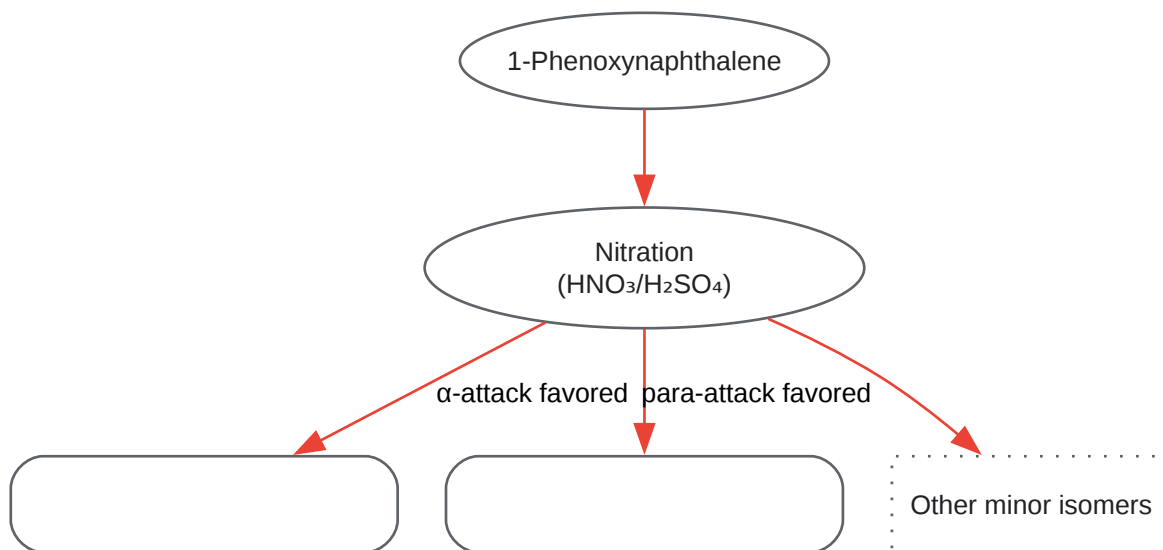 1-Phenoxynaphthalene
Nitration
(HNO₃/H₂SO₄)
α-attack favored
para-attack favored
Other minor isomers